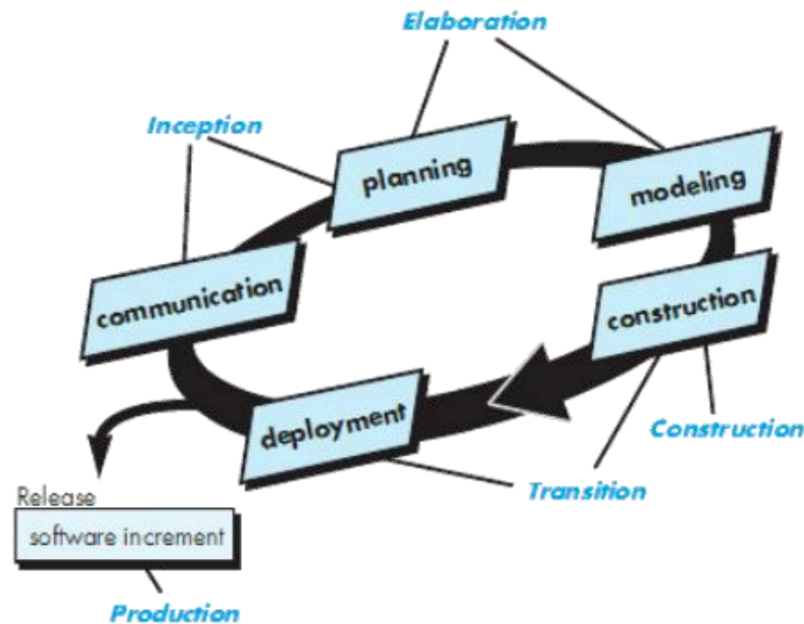 Elaboration
Inception
planning
modeling
communication
construction
deployment
Construction
Transition
Release
software increment
Production